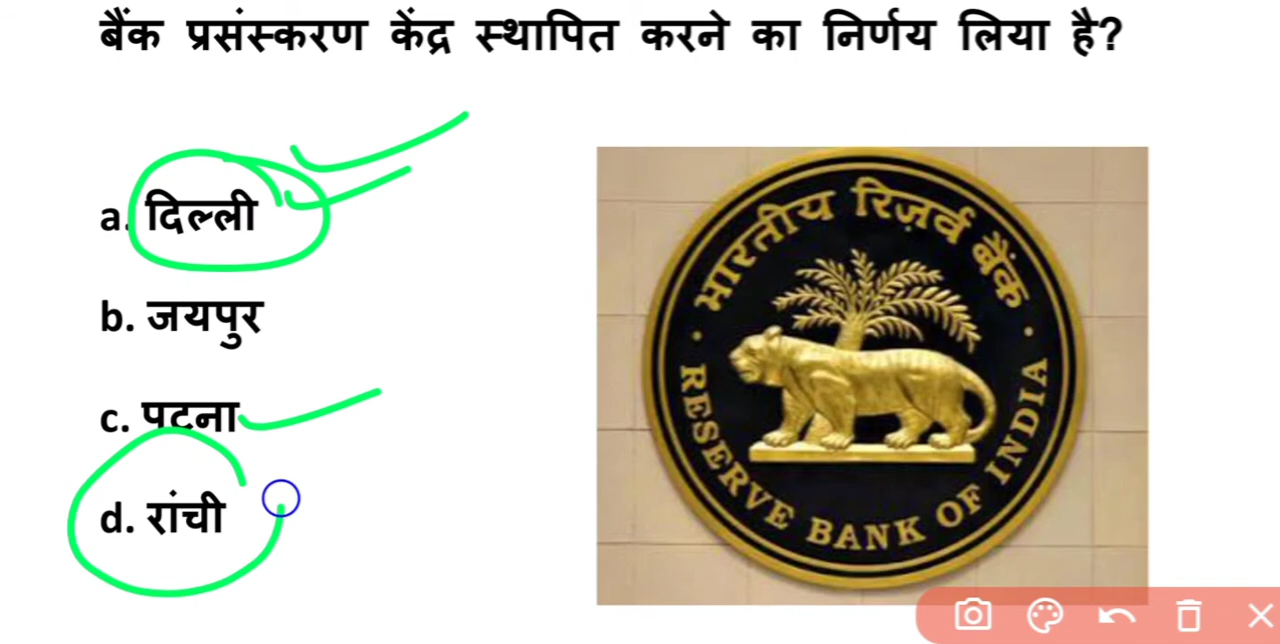 बैंक प्रसंस्करण केंद्र स्थापित करने का निर्णय लिया है?
a. दिल्ली
b. जयपुर
c. पटना
d. रांची
भारतीय रिज़र्व बैंक
RESERVE BANK OF INDIA